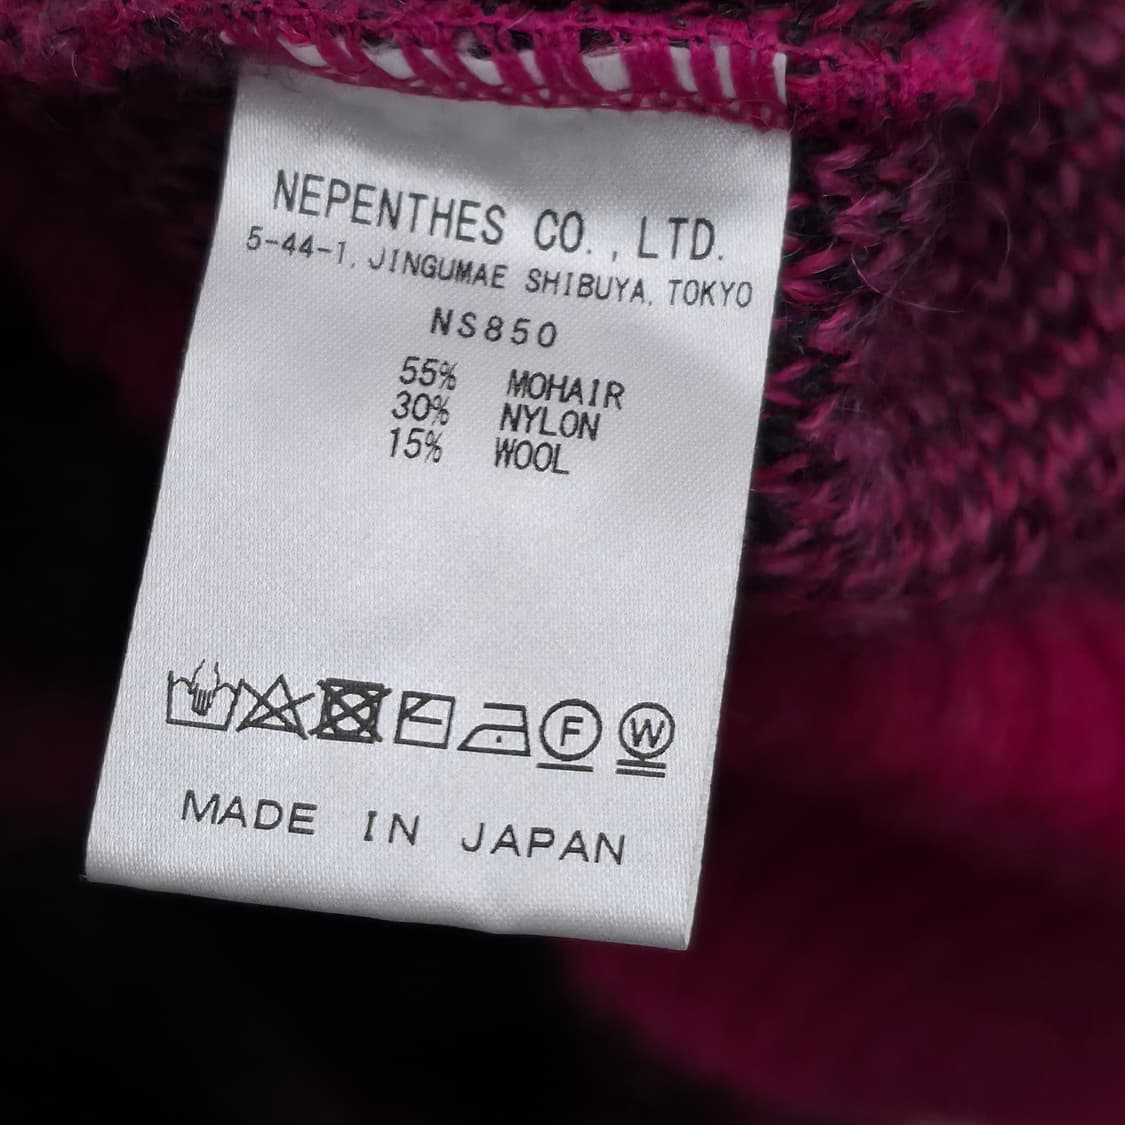 NEPENTHES CO., LTD.
5-44-1, JINGUMAE SHIBUYA, TOKYO
NS850
55% MOHAIR
30% NYLON
15% WOOL
F W
MADE IN JAPAN